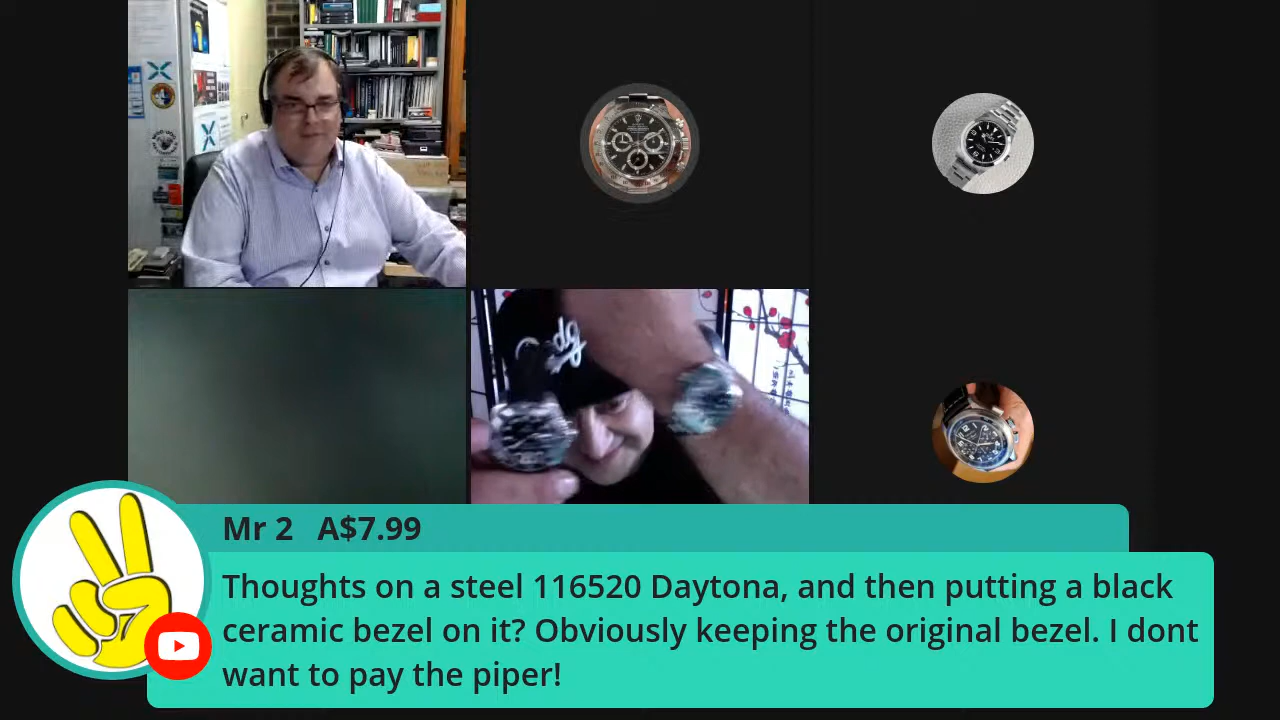 Mr 2 A$7.99
Thoughts on a steel 116520 Daytona, and then putting a black
ceramic bezel on it? Obviously keeping the original bezel. I dont
want to pay the piper!